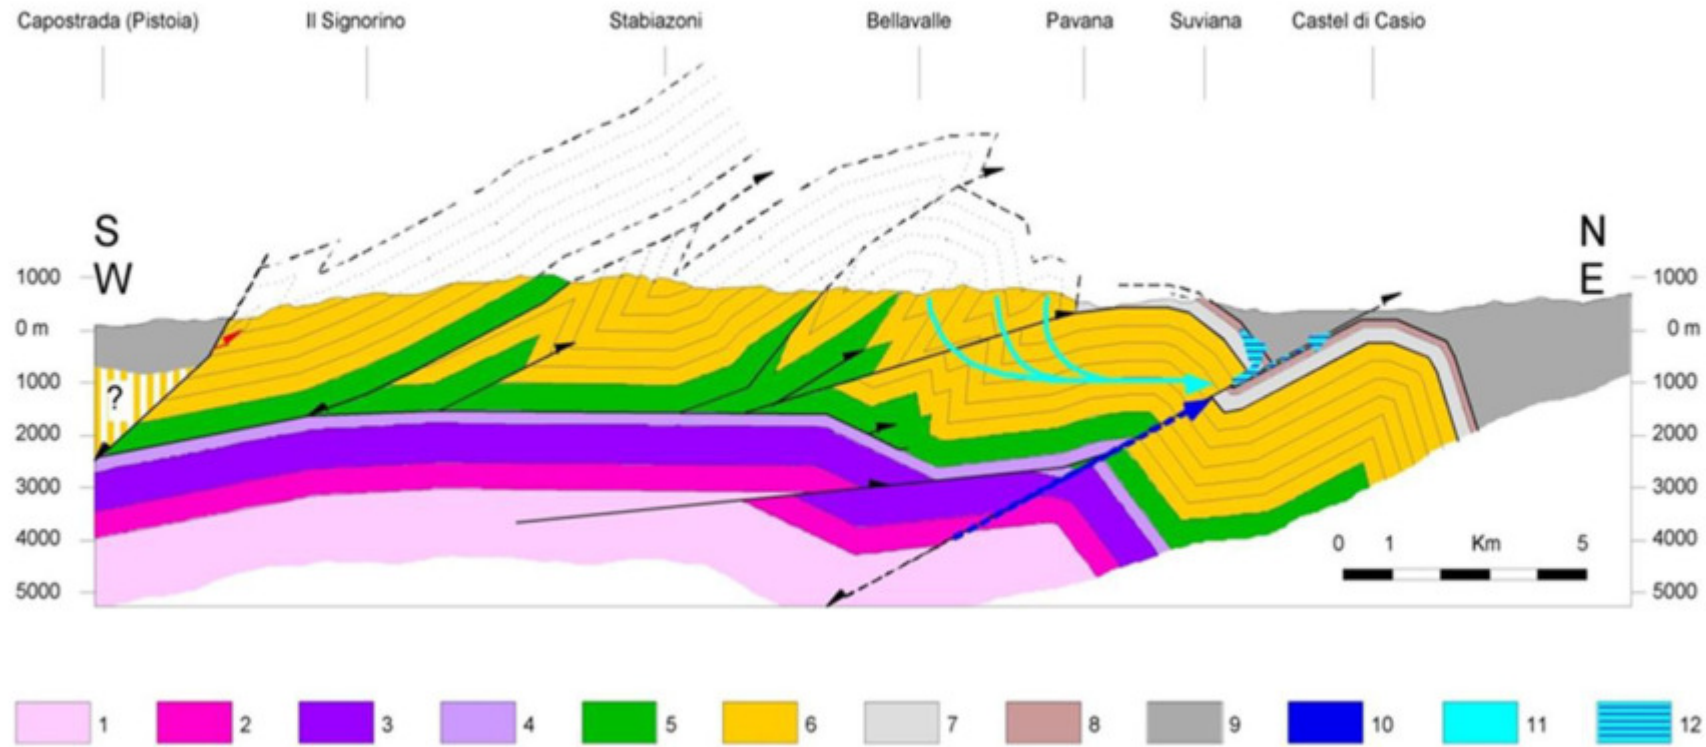 Capostrada (Pistoia) Il Signorino Stabiazoni Bellavalle Pavana Suviana Castel di Casio
S N
W E
1000 1000
0 m 0 m
1000 1000
?
2000 2000
3000 3000
0 1 Km 5
4000 4000
5000 5000
1 2 3 4 5 6 7 8 9 10 11 12